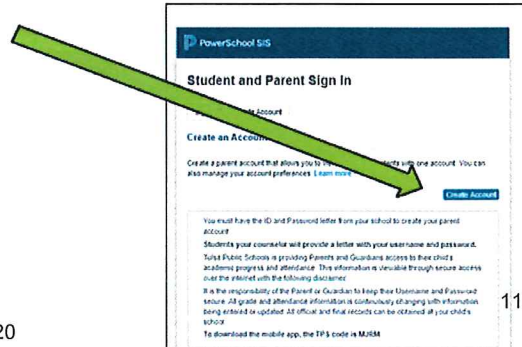 PowerSchool SIS
Student and Parent Sign In
Account
Create an Account
Create a parent account that allows you to with one account. You can
also manage your account preferences. Learn more
Create Account
You must have the ID and Password letter from your school to create your parent
account
Students your counselor will provide a letter with your username and password.
Tulsa Public Schools is providing Parents and Guardians access to their child's
academic progress and attendance. This information is viewable through secure access
over the internet with the following disclaimer:
It is the responsibility of the Parent or Guardian to keep their Username and Password
secure. All grade and attendance information is continuously changing with information
being entered or updated. All official and final records can be obtained at your child's
school
To download the mobile app, the TPS code is MJRM
11
20